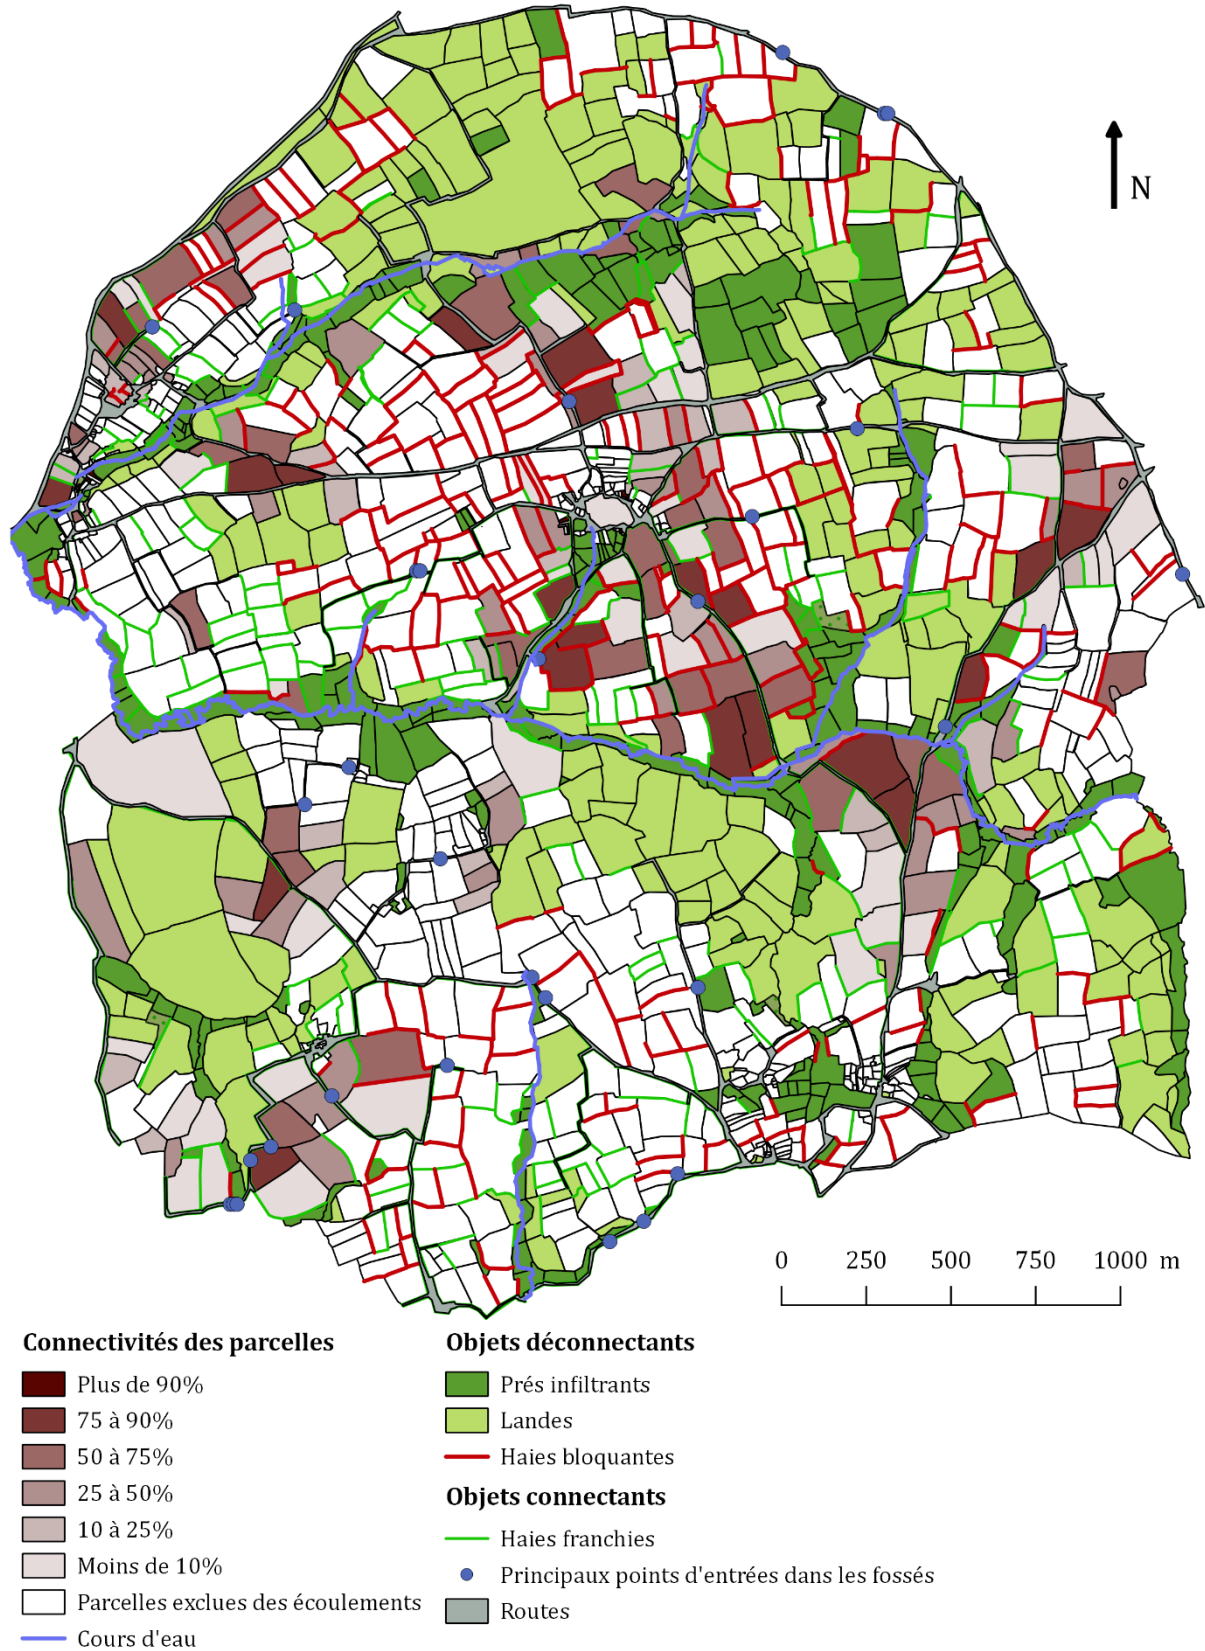 N
0 250 500 750 1000 m
Connectivités des parcelles
Plus de 90%
75 à 90%
50 à 75%
25 à 50%
10 à 25%
Moins de 10%
Parcelles exclues des écoulements
Cours d'eau
Objets déconnectants
Prés infiltrants
Landes
Haies bloquantes
Objets connectants
Haies franchies
Principaux points d'entrées dans les fossés
Routes